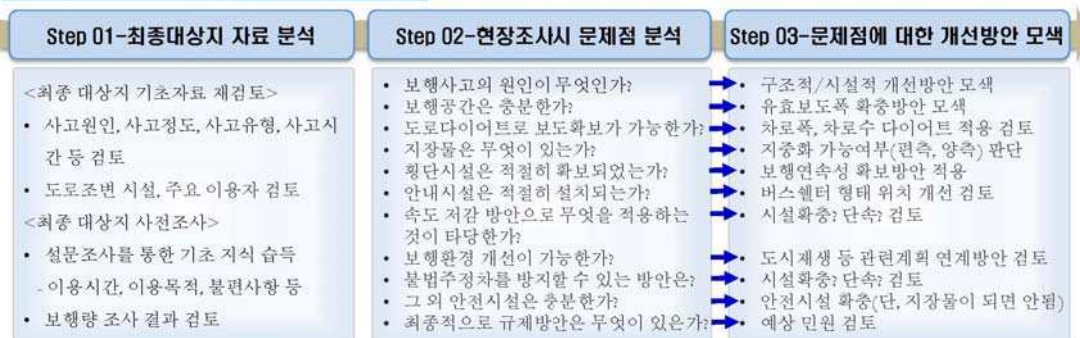 Step 01-최종대상지 자료 분석
<최종 대상지 기초자료 재검토>
• 사고원인, 사고정도, 사고유형, 사고시
간 등 검토
• 도로조변 시설, 주요 이용자 검토
<최종 대상지 사전조사>
• 설문조사를 통한 기초 지식 습득
- 이용시간, 이용목적, 불편사항 등
• 보행량 조사 결과 검토
Step 02-현장조사시 문제점 분석
• 보행사고의 원인이 무엇인가?
• 보행공간은 충분한가?
• 도로다이어트로 보도확보가 가능한가?
• 지장물은 무엇이 있는가?
• 횡단시설은 적절히 확보되었는가?
• 안내시설은 적절히 설치되는가?
• 속도 저감 방안으로 무엇을 적용하는
것이 타당한가?
• 보행환경 개선이 가능한가?
• 불법주정차를 방지할 수 있는 방안은?
• 그 외 안전시설은 충분한가?
• 최종적으로 규제방안은 무엇이 있은가?
Step 03-문제점에 대한 개선방안 모색
• 구조적/시설적 개선방안 모색
• 유효보도폭 확충방안 모색
• 차로폭, 차로수 다이어트 적용 검토
• 지중화 가능여부(편측, 양측) 판단
• 보행연속성 확보방안 적용
• 버스쉘터 형태 위치 개선 검토
• 시설확충? 단속? 검토
• 도시재생 등 관련계획 연계방안 검토
• 시설확충? 단속? 검토
• 안전시설 확충(단, 지장물이 되면 안됨)
• 예상 민원 검토